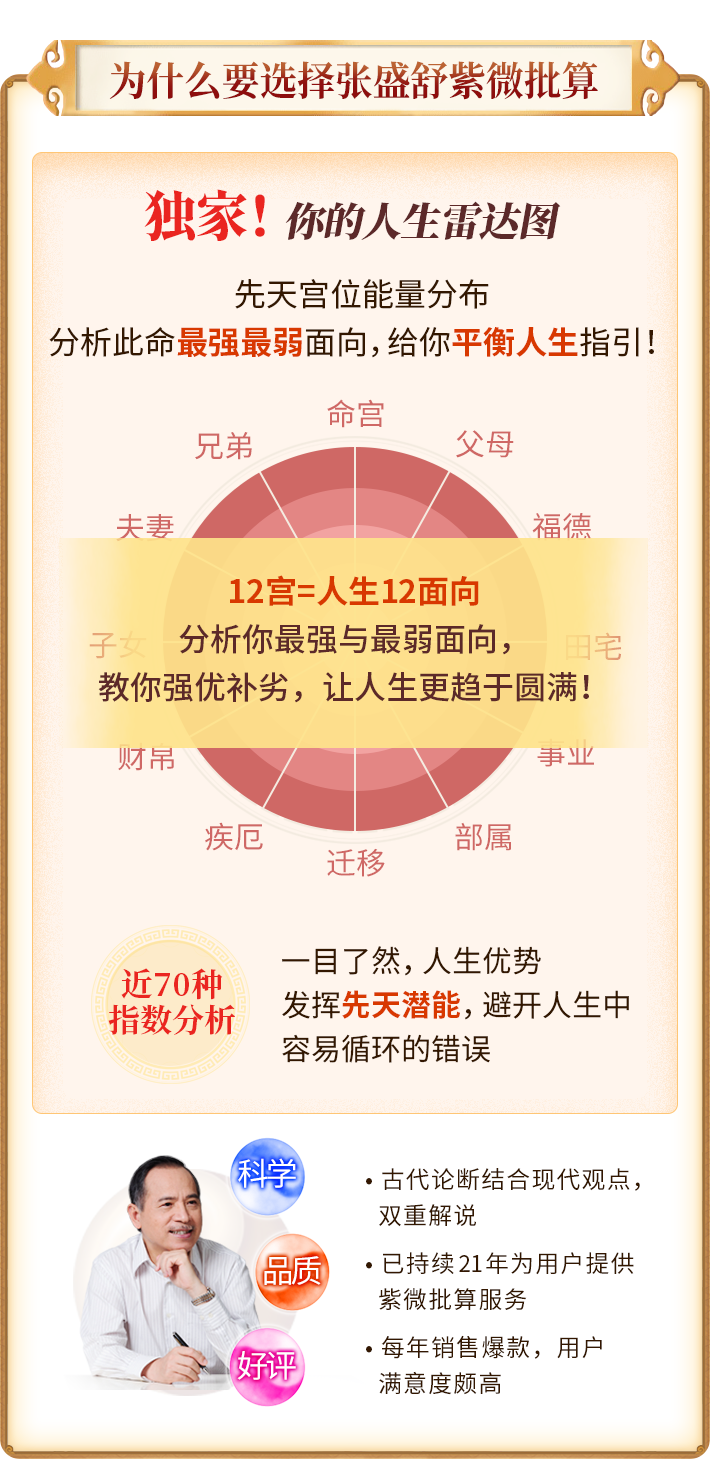 为什么要选择张盛舒紫微批算
独家！你的人生雷达图
先天宫位能量分布
分析此命最强最弱面向，给你平衡人生指引！
命宫
兄弟
父母
夫妻
福德
12宫=人生12面向
子女
分析你最强与最弱面向，
田宅
教你强优补劣，让人生更趋于圆满！
财帛
事业
疾厄
部属
迁移
近70种
指数分析
一目了然，人生优势
发挥先天潜能，避开人生中
容易循环的错误
科学
• 古代论断结合现代观点，
双重解说
品质
• 已持续21年为用户提供
紫微批算服务
好评
• 每年销售爆款，用户
满意度颇高